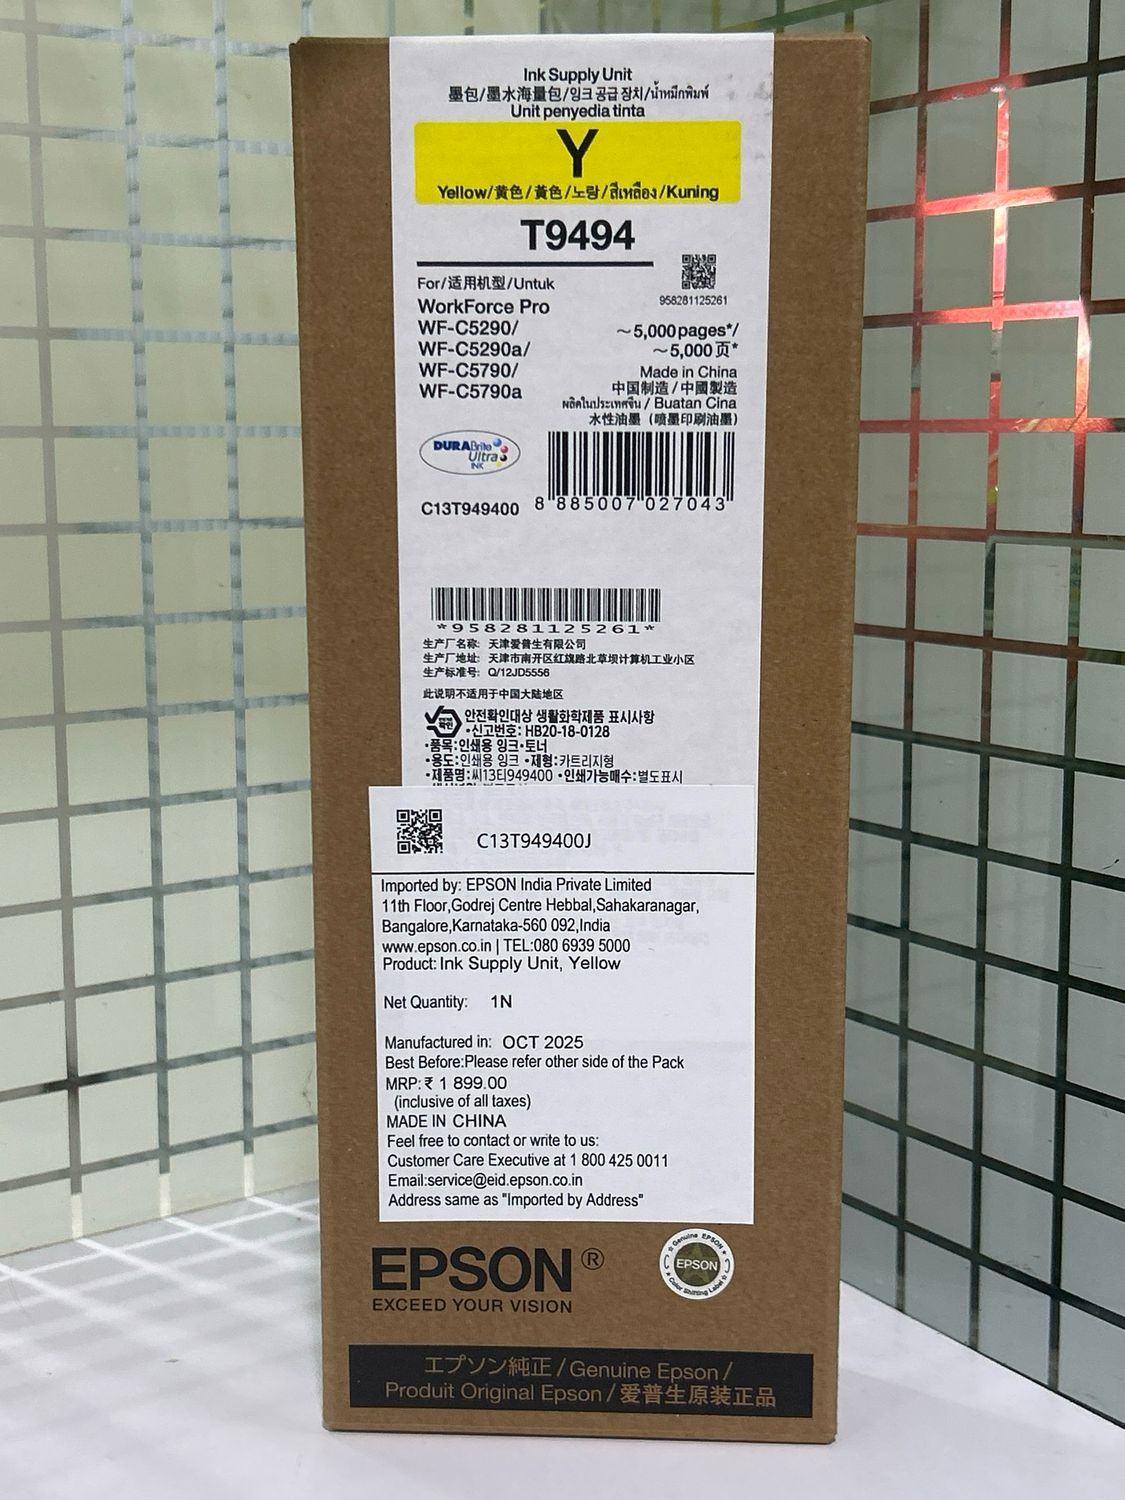 Ink Supply Unit
墨包/墨水海量包/잉크 공급 장치/น้ำหมึกพิมพ์
Unit penyedia tinta
Y
Yellow/黄色/黃色/노랑/สีเหลือง/Kuning
T9494
For/适用机型/Untuk
958281125261
WorkForce Pro
WF-C5290/
WF-C5290a/
WF-C5790/
WF-C5790a
~5,000 pages*/
~5,000 页*
Made in China
中国制造 / 中國製造
ผลิตในประเทศจีน / Buatan Cina
水性油墨 (喷墨印刷油墨)
DURABrite
Ultra
INK
C13T949400
8 885007 027043
*958281125261*
生产厂名称: 天津爱普生有限公司
生产厂地址: 天津市南开区红旗路北草坝计算机工业小区
生产标准号: Q/12JD5556
此说明不适用于中国大陆地区
안전확인대상 생활화학제품 표시사항
•신고번호: HB20-18-0128
•품목:인쇄용 잉크•토너
•용도:인쇄용 잉크 •제형:카트리지형
•제품명:씨13티949400 •인쇄가능매수:별도표시
C13T949400J
Imported by: EPSON India Private Limited
11th Floor,Godrej Centre Hebbal,Sahakaranagar,
Bangalore,Karnataka-560 092,India
www.epson.co.in | TEL:080 6939 5000
Product: Ink Supply Unit, Yellow
Net Quantity: 1N
Manufactured in: OCT 2025
Best Before:Please refer other side of the Pack
MRP: ₹ 1 899.00
(inclusive of all taxes)
MADE IN CHINA
Feel free to contact or write to us:
Customer Care Executive at 1 800 425 0011
Email:service@eid.epson.co.in
Address same as "Imported by Address"
EPSON®
EXCEED YOUR VISION
Genuine EPSON
EPSON
Color Shifting Label
エプソン純正 / Genuine Epson /
Produit Original Epson / 爱普生原装正品